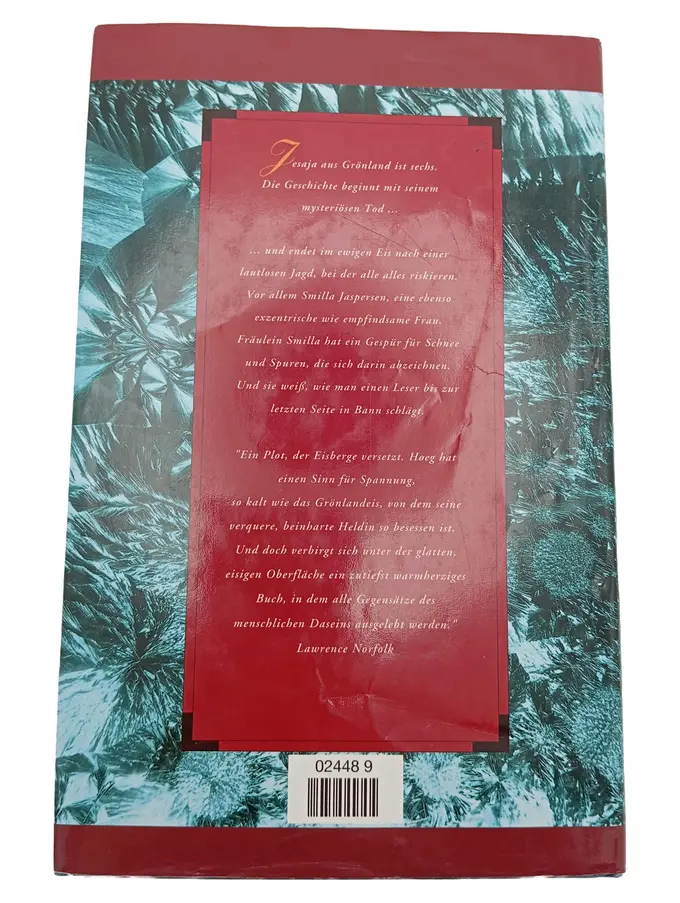 Jesaja aus Grönland ist sechs.
Die Geschichte beginnt mit seinem
mysteriösen Tod ...
... und endet im ewigen Eis nach einer
lautlosen Jagd, bei der alle alles riskieren.
Vor allem Smilla Jaspersen, eine ebenso
exzentrische wie empfindsame Frau.
Fräulein Smilla hat ein Gespür für Schnee
und Spuren, die sich darin abzeichnen.
Und sie weiß, wie man einen Leser bis zur
letzten Seite in Bann schlägt.
"Ein Plot, der Eisberge versetzt. Høeg hat
einen Sinn für Spannung,
so kalt wie das Grönlandeis, von dem seine
verquere, beinharte Heldin so besessen ist.
Und doch verbirgt sich unter der glatten,
eisigen Oberfläche ein zutiefst warmherziges
Buch, in dem alle Gegensätze des
menschlichen Daseins ausgelebt werden."
Lawrence Norfolk
02448 9